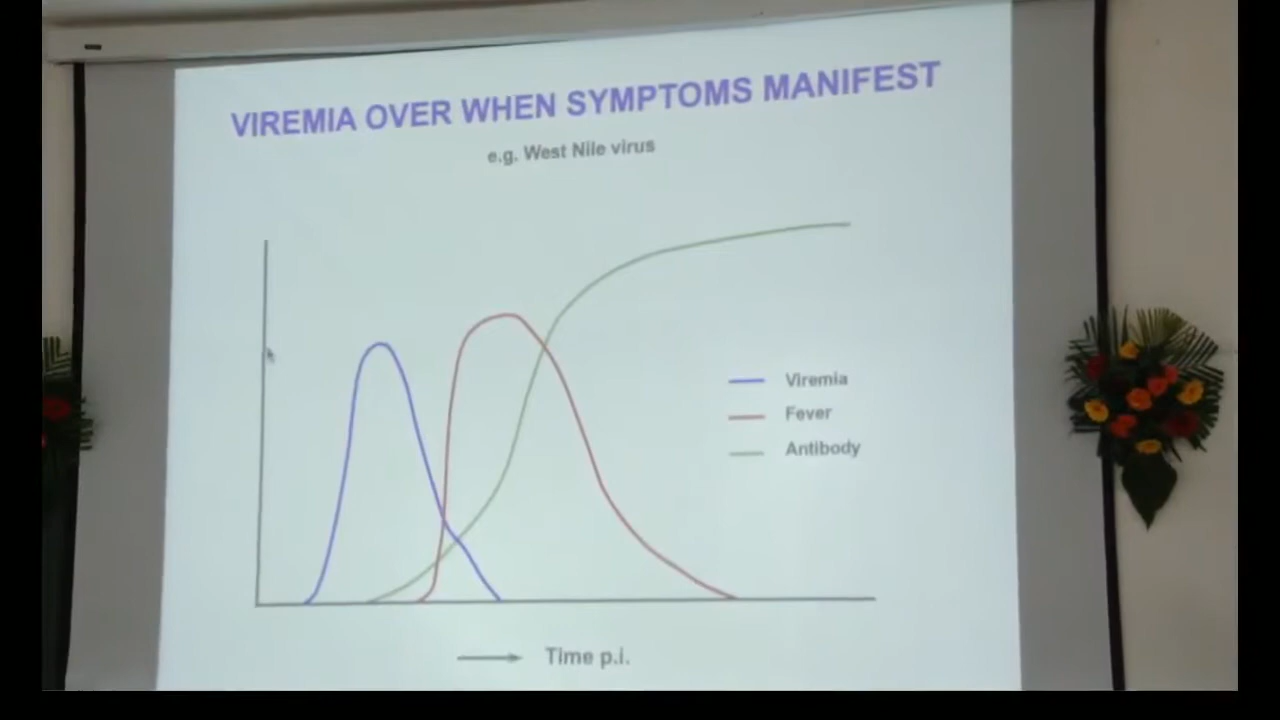 VIREMIA OVER WHEN SYMPTOMS MANIFEST
e.g. West Nile virus
Viremia
Fever
Antibody
Time p.i.